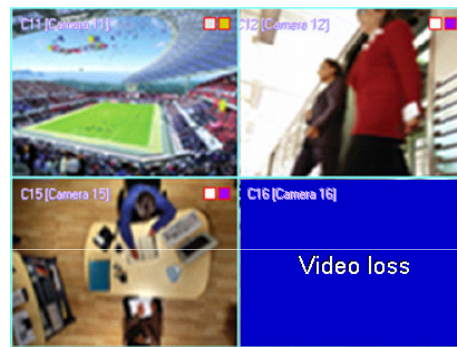 C11 [Camera 11]
C12 [Camera 12]
C15 [Camera 15]
C16 [Camera 16]
Video loss